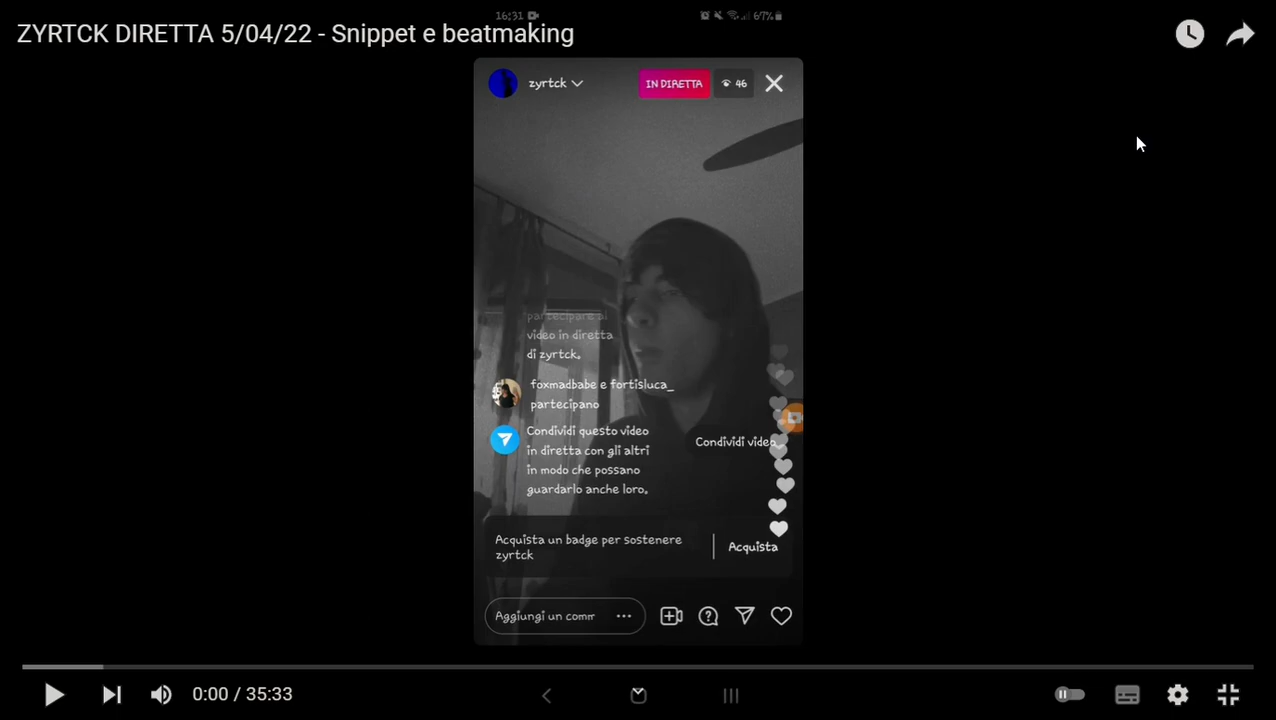 16:31
67%
ZYRTCK DIRETTA 5/04/22 - Snippet e beatmaking
zyrtck
IN DIRETTA
46
partecipare al
video in diretta
di zyrtck.
foxmadbabe e fortisluca_
partecipano
Condividi questo video
in diretta con gli altri
in modo che possano
guardarlo anche loro.
Condividi video
Acquista un badge per sostenere
zyrtck
Acquista
Aggiungi un comm
0:00 / 35:33